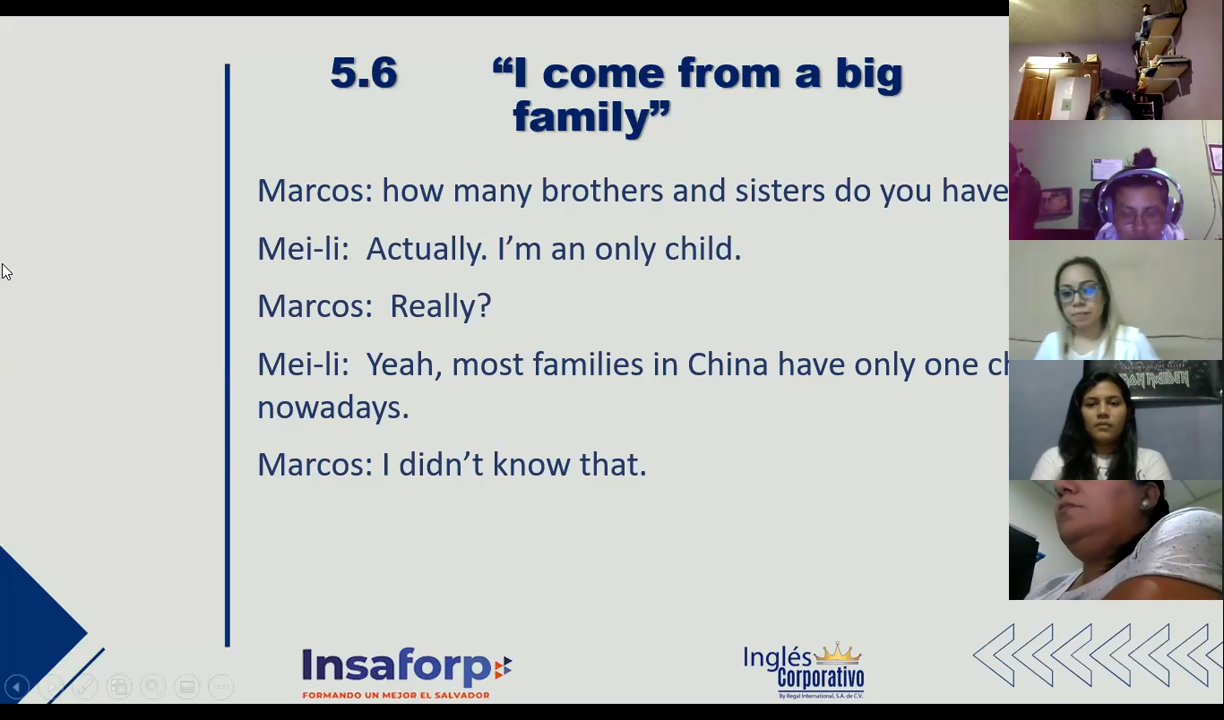 5.6 “I come from a big
family”
Marcos: how many brothers and sisters do you have
Mei-li: Actually. I’m an only child.
Marcos: Really?
Mei-li: Yeah, most families in China have only one
nowadays.
Marcos: I didn’t know that.
Insaforp
FORMANDO UN MEJOR EL SALVADOR
Inglés
Corporativo
By Regal International, S.A. de C.V.
IRON MAIDEN